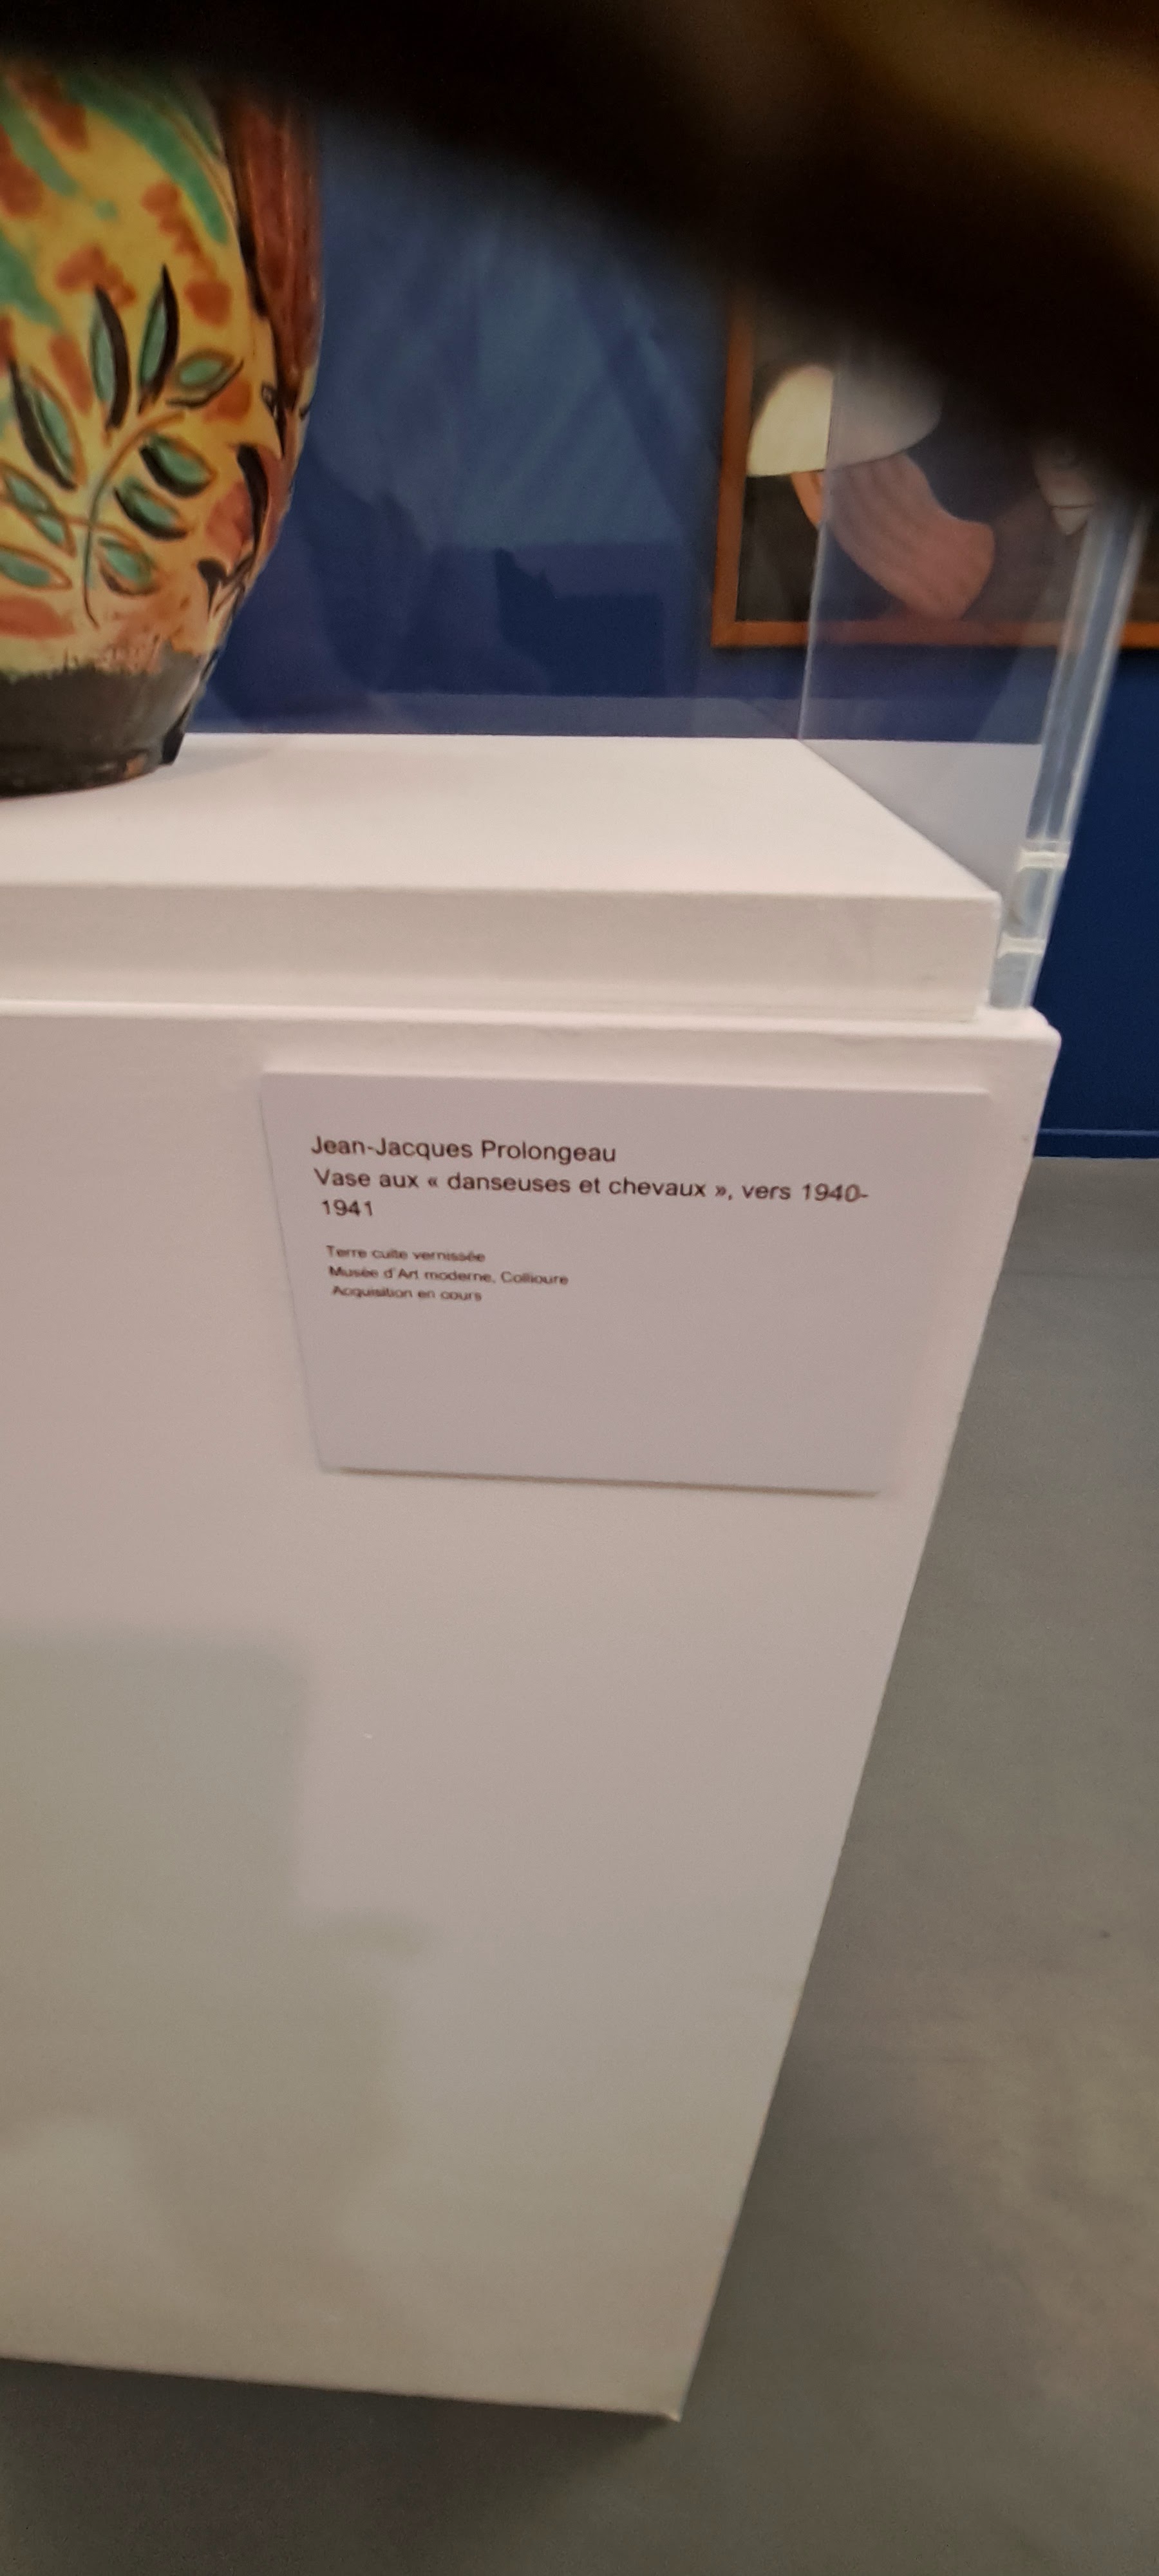 Jean-Jacques Prolongeau
Vase aux « danseuses et chevaux », vers 1940-
1941
Terre cuite vernissée
Musée d'Art moderne, Collioure
Acquisition en cours